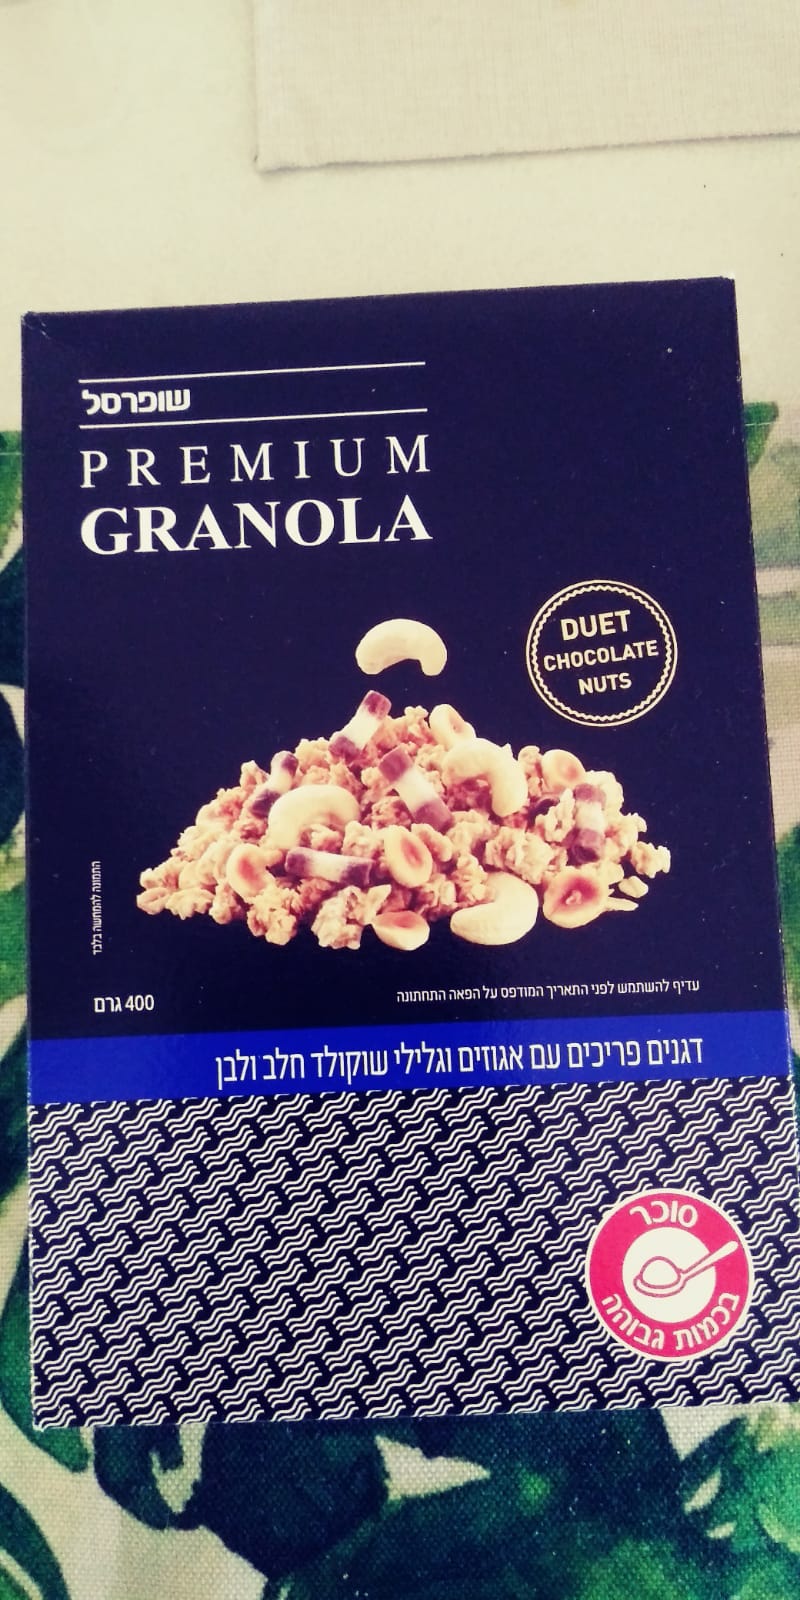 שופרסל
PREMIUM
GRANOLA
DUET
CHOCOLATE
NUTS
התמונה להמחשה בלבד
400 גרם
עדיף להשתמש לפני התאריך המודפס על הפאה התחתונה
דגנים פריכים עם אגוזים וגלילי שוקולד חלב ולבן
סוכר
בכמות גבוהה